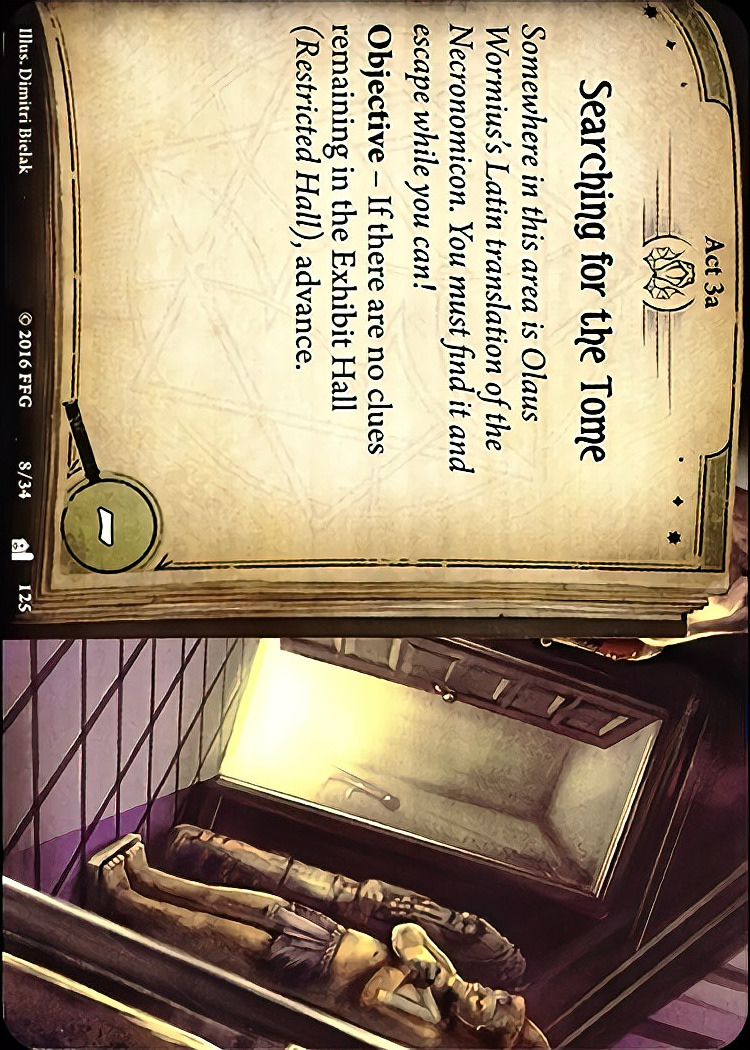 Act 3a
Searching for the Tome
Somewhere in this area is Olaus
Wormius’s Latin translation of the
Necronomicon. You must find it and
escape while you can!
Objective – If there are no clues
remaining in the Exhibit Hall
(Restricted Hall), advance.
–
Illus. Dimitri Bielak
© 2016 FFG
8/34
125